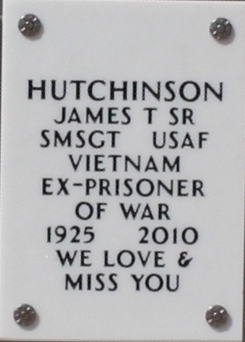 HUTCHINSON
JAMES T SR
SMSGT USAF
VIETNAM
EX-PRISONER
OF WAR
1925 2010
WE LOVE &
MISS YOU